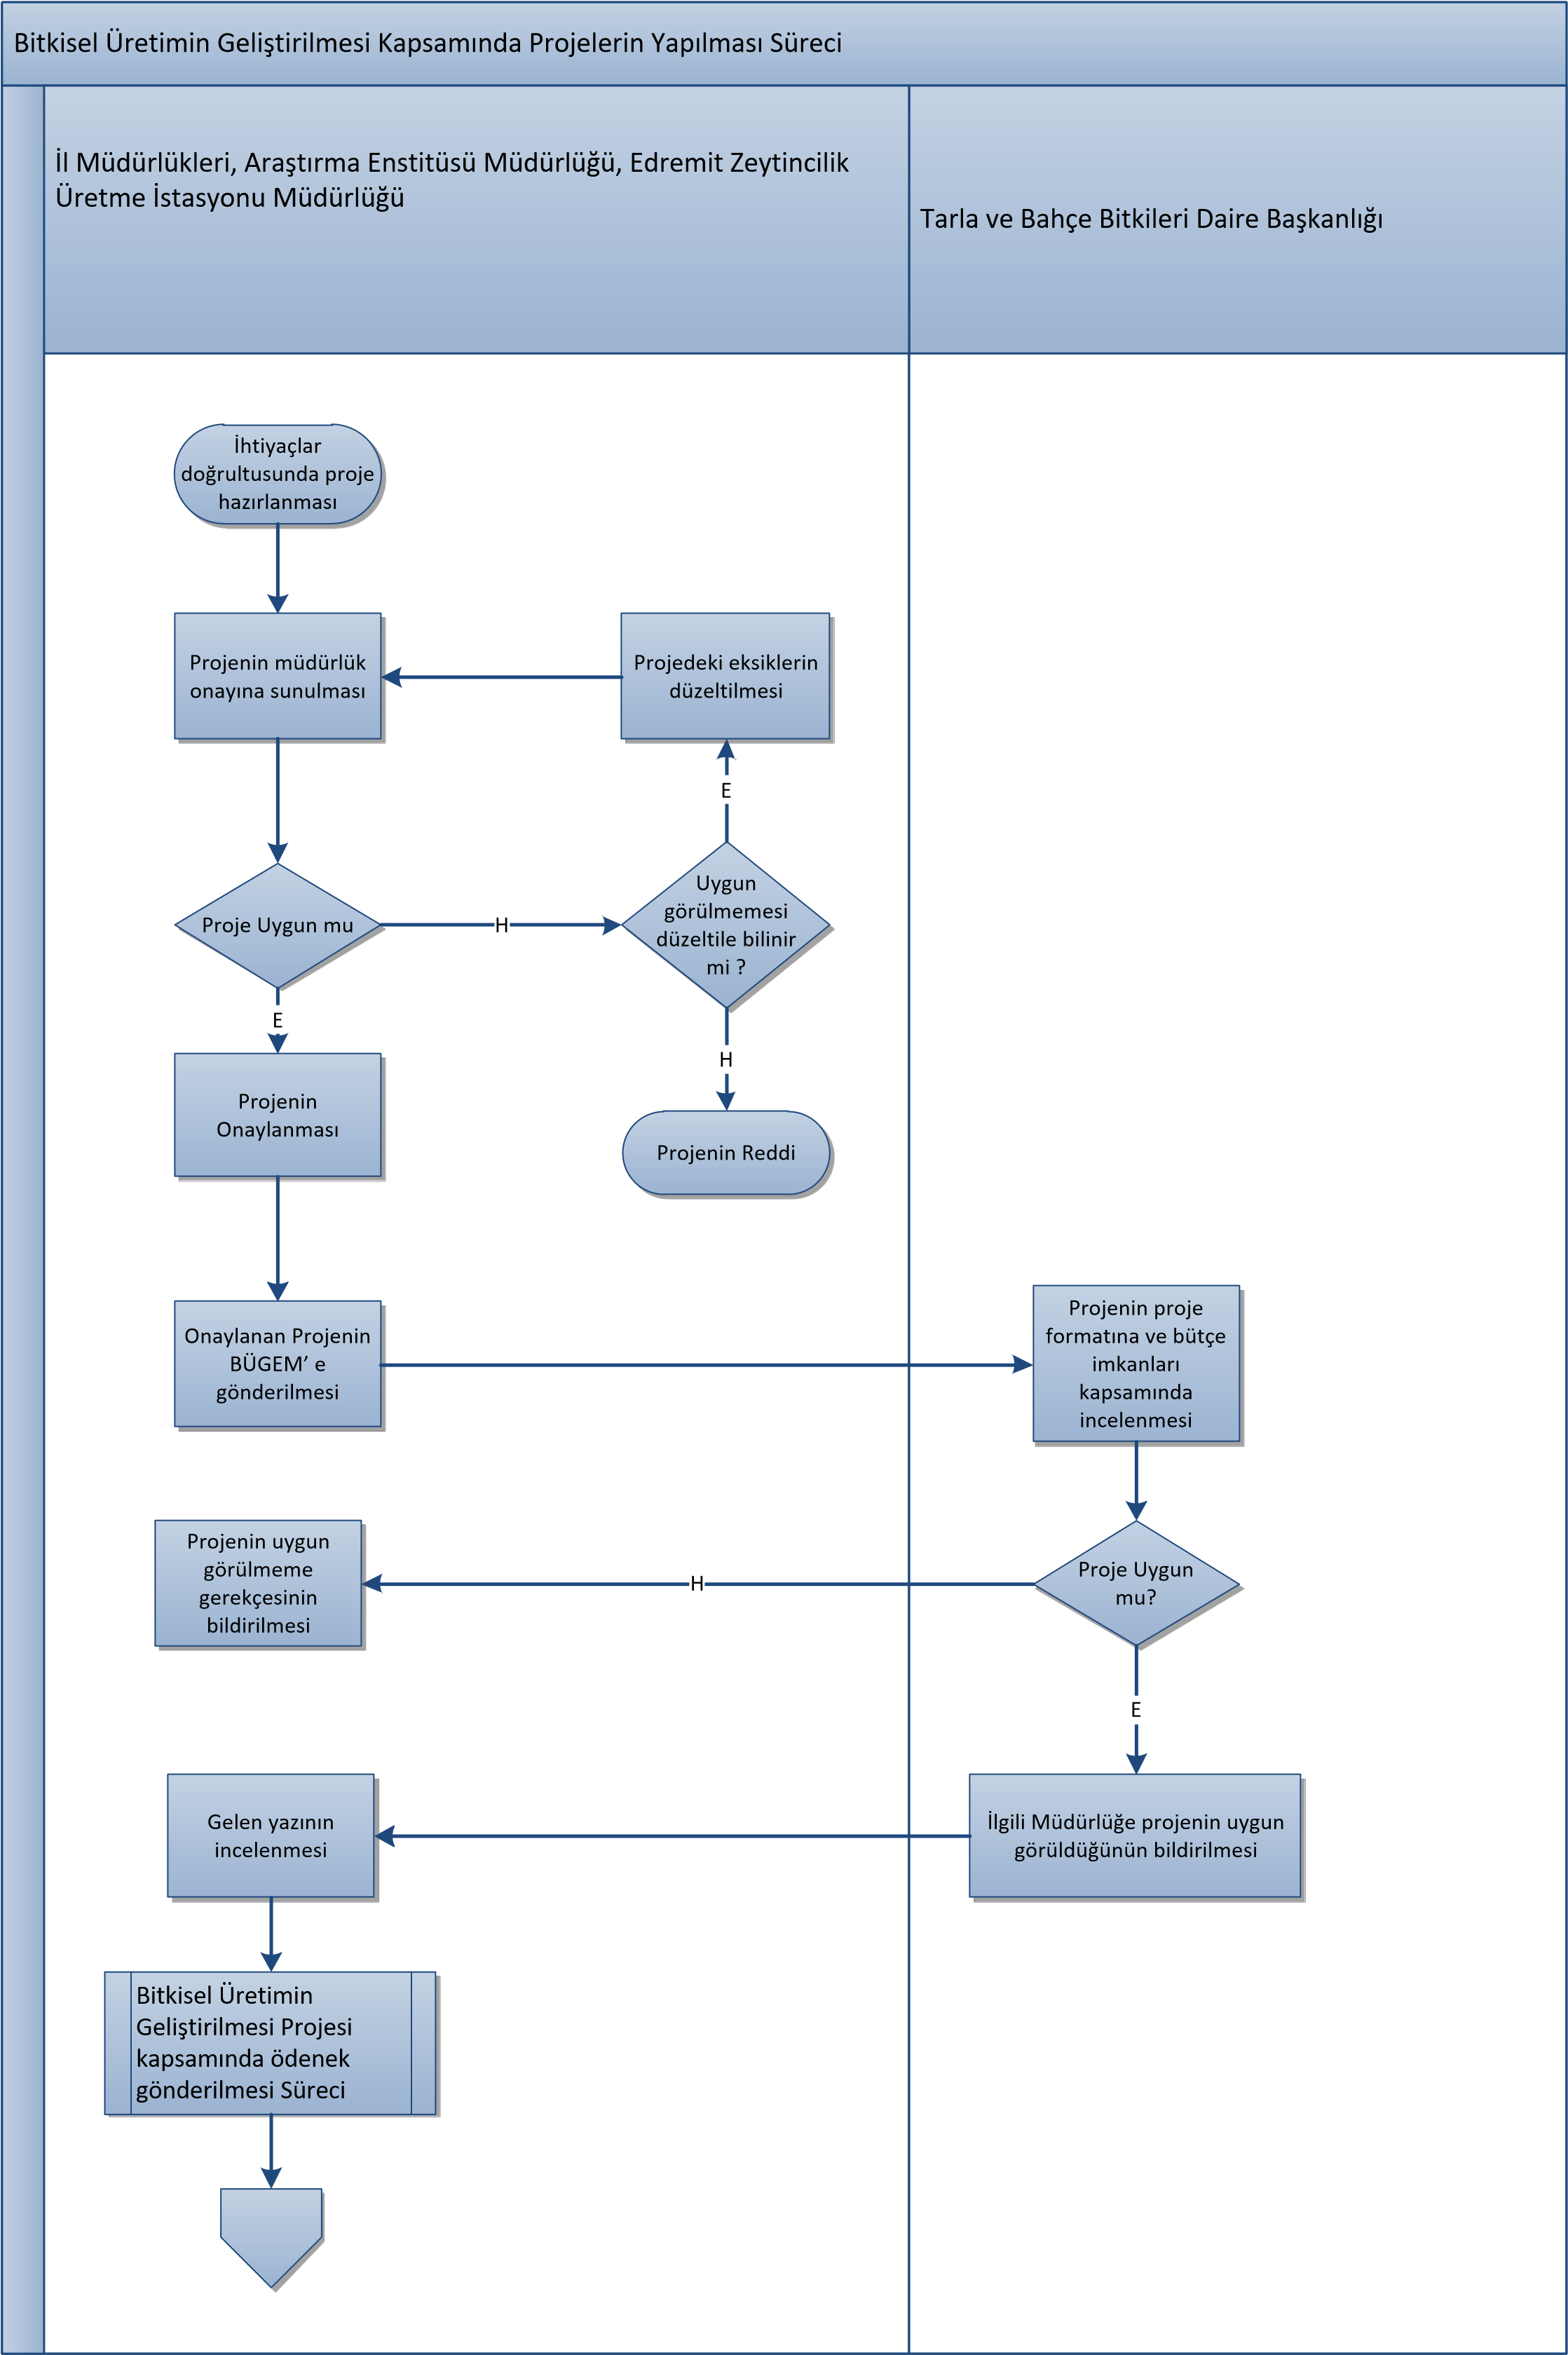 Bitkisel Üretimin Geliştirilmesi Kapsamında Projelerin Yapılması Süreci
İl Müdürlükleri, Araştırma Enstitüsü Müdürlüğü, Edremit Zeytincilik
Üretme İstasyonu Müdürlüğü
Tarla ve Bahçe Bitkileri Daire Başkanlığı
İhtiyaçlar
doğrultusunda proje
hazırlanması
Projenin müdürlük
onayına sunulması
Projedeki eksiklerin
düzeltilmesi
E
Proje Uygun mu
H
Uygun
görülmemesi
düzeltile bilinir
mi ?
E
H
Projenin
Onaylanması
Projenin Reddi
Onaylanan Projenin
BÜGEM’ e
gönderilmesi
Projenin proje
formatına ve bütçe
imkanları
kapsamında
incelenmesi
Projenin uygun
görülmeme
gerekçesinin
bildirilmesi
H
Proje Uygun
mu?
E
Gelen yazının
incelenmesi
İlgili Müdürlüğe projenin uygun
görüldüğünün bildirilmesi
Bitkisel Üretimin
Geliştirilmesi Projesi
kapsamında ödenek
gönderilmesi Süreci